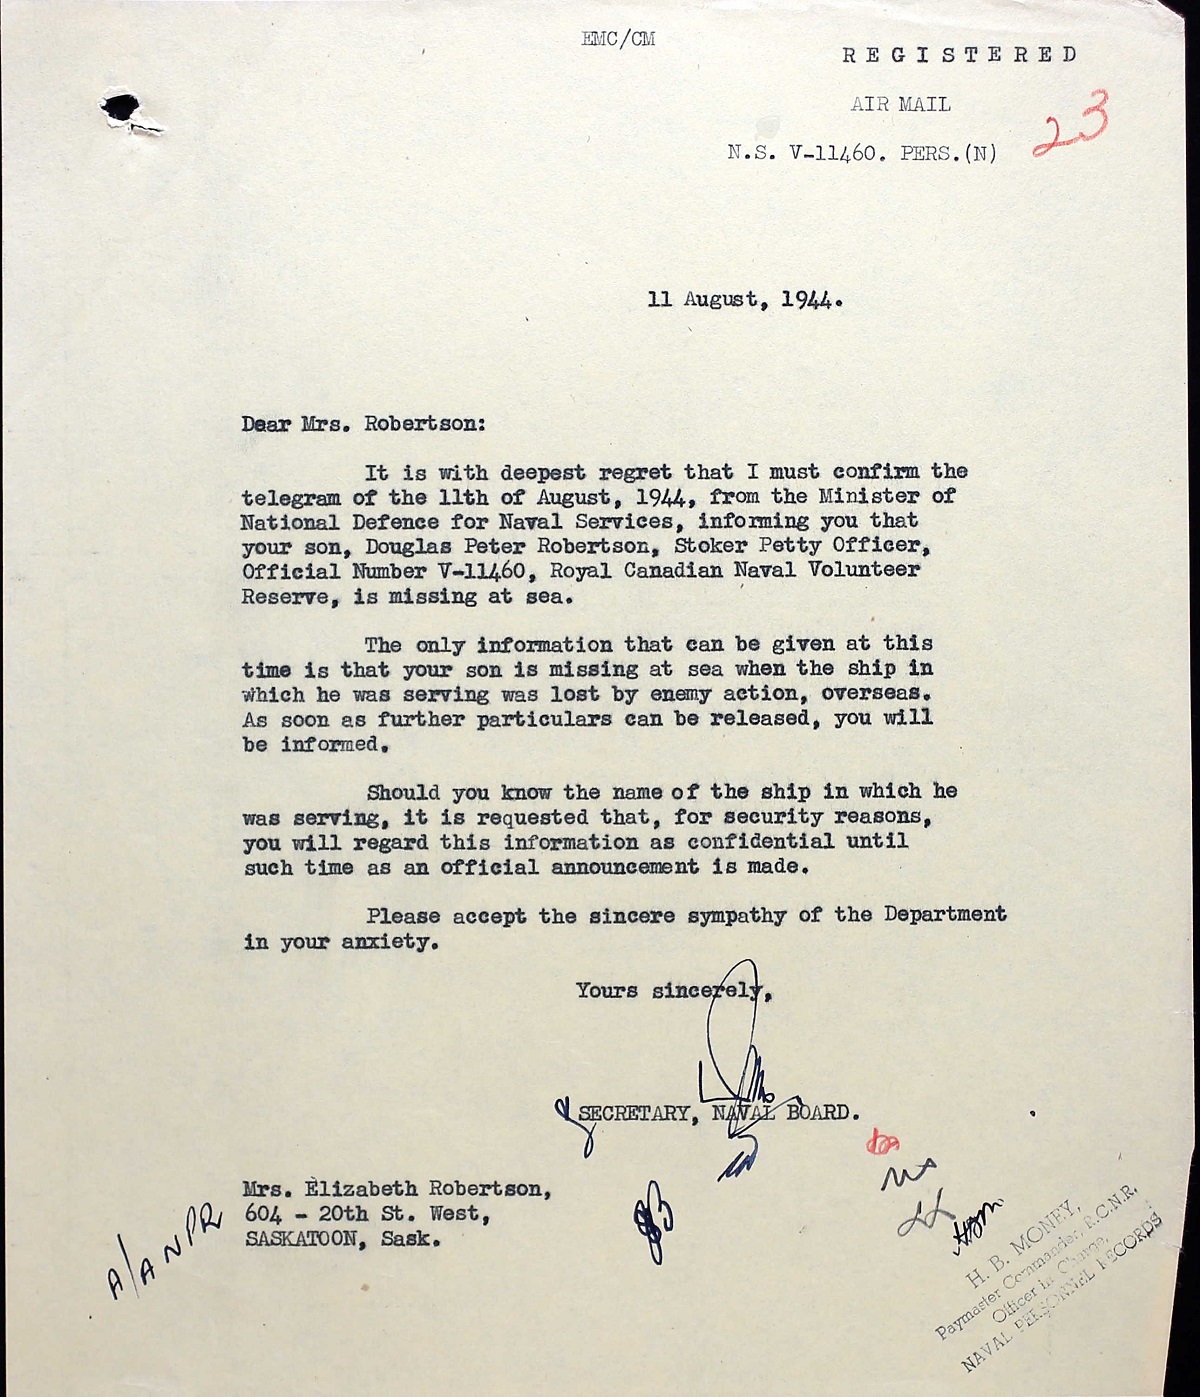 EMC/CM
REGISTERED
AIR MAIL
23
N.S. V-11460. PERS.(N)
11 August, 1944.
Dear Mrs. Robertson:
It is with deepest regret that I must confirm the
telegram of the 11th of August, 1944, from the Minister of
National Defence for Naval Services, informing you that
your son, Douglas Peter Robertson, Stoker Petty Officer,
Official Number V-11460, Royal Canadian Naval Volunteer
Reserve, is missing at sea.
The only information that can be given at this
time is that your son is missing at sea when the ship in
which he was serving was lost by enemy action, overseas.
As soon as further particulars can be released, you will
be informed.
Should you know the name of the ship in which he
was serving, it is requested that, for security reasons,
you will regard this information as confidential until
such time as an official announcement is made.
Please accept the sincere sympathy of the Department
in your anxiety.
Yours sincerely,
SECRETARY, NAVAL BOARD.
Mrs. Elizabeth Robertson,
604 - 20th St. West,
SASKATOON, Sask.
A/ANPR
H. B. MONEY,
Paymaster Commander, R.C.N.R.
Officer in Charge,
NAVAL PERSONNEL RECORDS